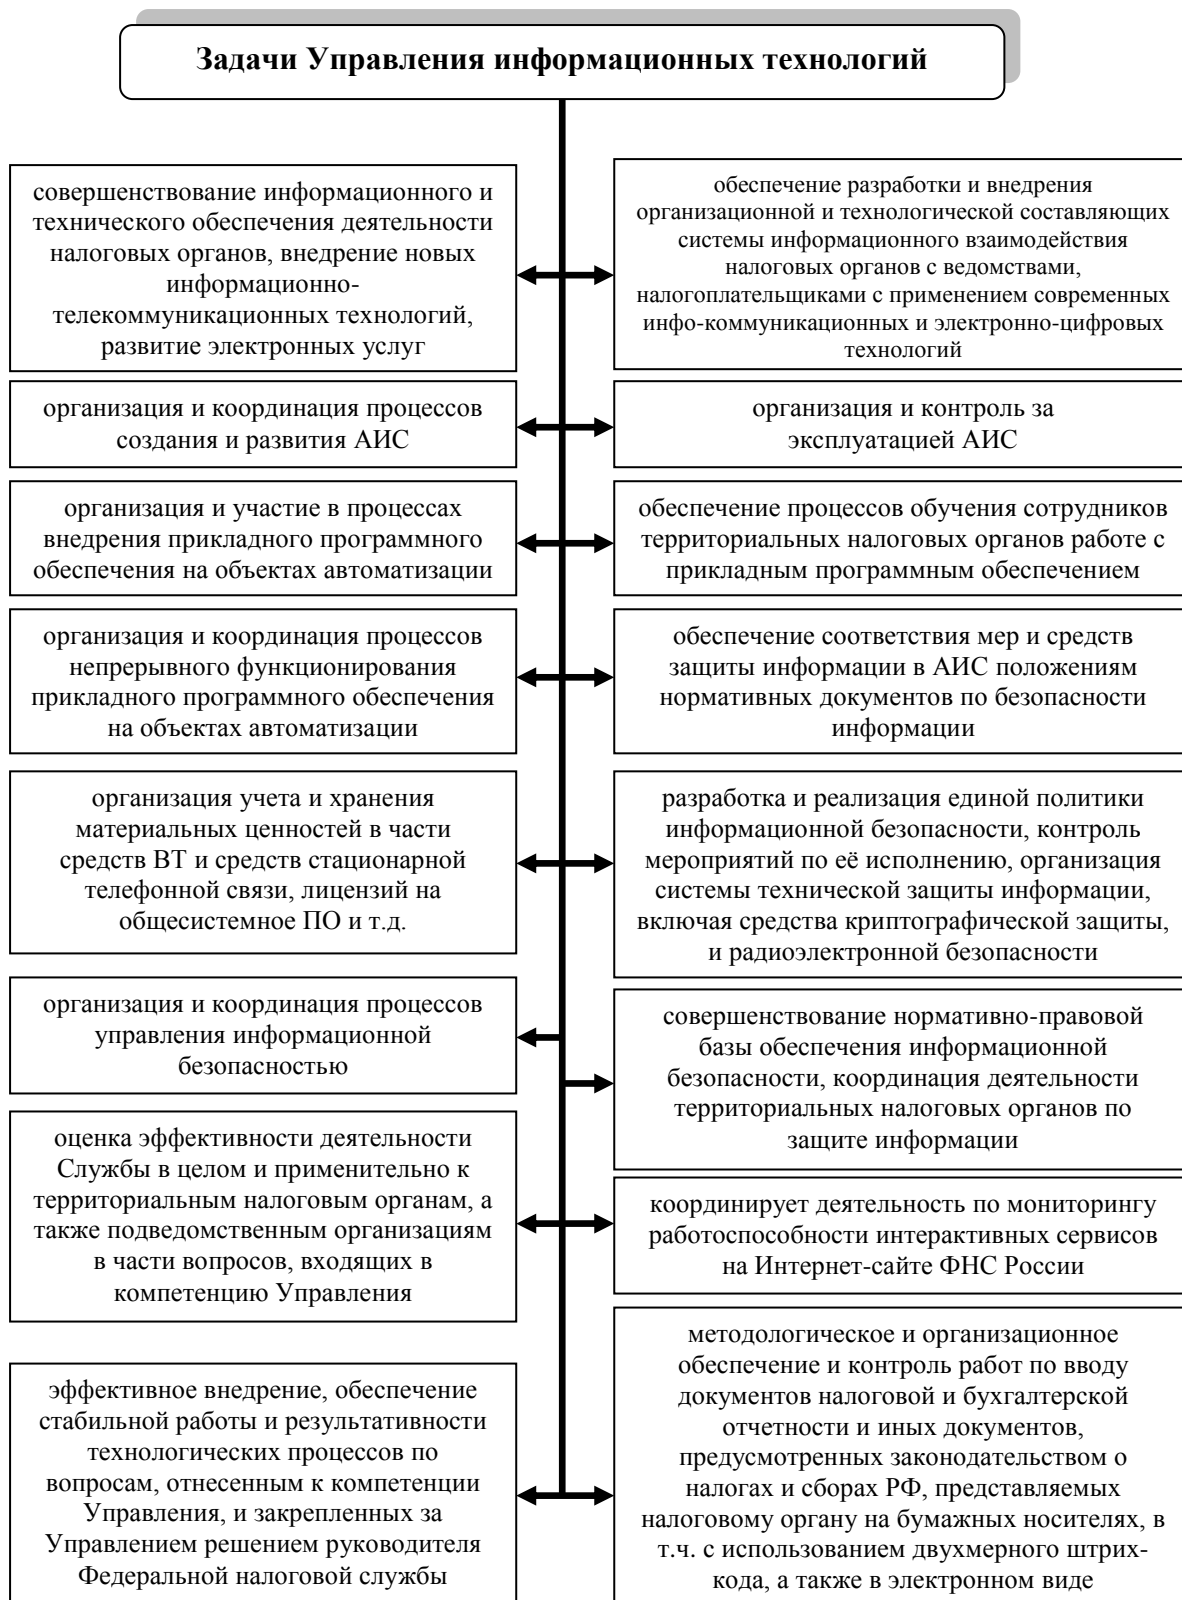 Задачи Управления информационных технологий
совершенствование информационного и
технического обеспечения деятельности
налоговых органов, внедрение новых
информационно-
телекоммуникационных технологий,
развитие электронных услуг
обеспечение разработки и внедрения
организационной и технологической составляющих
системы информационного взаимодействия
налоговых органов с ведомствами,
налогоплательщиками с применением современных
инфо-коммуникационных и электронно-цифровых
технологий
организация и координация процессов
создания и развития АИС
организация и контроль за
эксплуатацией АИС
организация и участие в процессах
внедрения прикладного программного
обеспечения на объектах автоматизации
обеспечение процессов обучения сотрудников
территориальных налоговых органов работе с
прикладным программным обеспечением
организация и координация процессов
непрерывного функционирования
прикладного программного обеспечения
на объектах автоматизации
обеспечение соответствия мер и средств
защиты информации в АИС положениям
нормативных документов по безопасности
информации
организация учета и хранения
материальных ценностей в части
средств ВТ и средств стационарной
телефонной связи, лицензий на
общесистемное ПО и т.д.
разработка и реализация единой политики
информационной безопасности, контроль
мероприятий по её исполнению, организация
системы технической защиты информации,
включая средства криптографической защиты,
и радиоэлектронной безопасности
организация и координация процессов
управления информационной
безопасностью
совершенствование нормативно-правовой
базы обеспечения информационной
безопасности, координация деятельности
территориальных налоговых органов по
защите информации
оценка эффективности деятельности
Службы в целом и применительно к
территориальным налоговым органам, а
также подведомственным организациям
в части вопросов, входящих в
компетенцию Управления
координирует деятельность по мониторингу
работоспособности интерактивных сервисов
на Интернет-сайте ФНС России
эффективное внедрение, обеспечение
стабильной работы и результативности
технологических процессов по
вопросам, отнесенным к компетенции
Управления, и закрепленных за
Управлением решением руководителя
Федеральной налоговой службы
методологическое и организационное
обеспечение и контроль работ по вводу
документов налоговой и бухгалтерской
отчетности и иных документов,
предусмотренных законодательством о
налогах и сборах РФ, представляемых
налоговому органу на бумажных носителях, в
т.ч. с использованием двухмерного штрих-
кода, а также в электронном виде